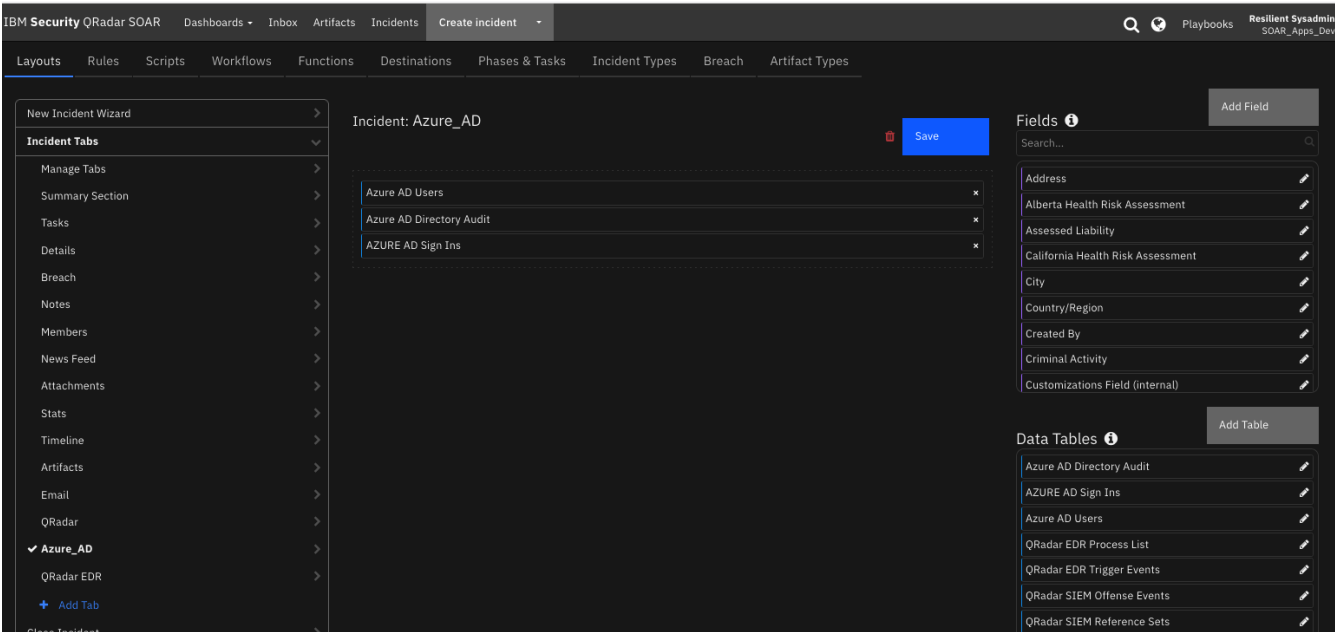 IBM Security QRadar SOAR Dashboards Inbox Artifacts Incidents Create incident Playbooks Resilient Sysadmin
SOAR_Apps_Dev
Layouts Rules Scripts Workflows Functions Destinations Phases & Tasks Incident Types Breach Artifact Types
New Incident Wizard
Incident Tabs
Manage Tabs
Summary Section
Tasks
Details
Breach
Notes
Members
News Feed
Attachments
Stats
Timeline
Artifacts
Email
QRadar
Azure_AD
QRadar EDR
+ Add Tab
Close Incident
Incident: Azure_AD
Save
Azure AD Users ×
Azure AD Directory Audit ×
AZURE AD Sign Ins ×
Add Field
Fields
Search...
Address
Alberta Health Risk Assessment
Assessed Liability
California Health Risk Assessment
City
Country/Region
Created By
Criminal Activity
Customizations Field (internal)
Add Table
Data Tables
Azure AD Directory Audit
AZURE AD Sign Ins
Azure AD Users
QRadar EDR Process List
QRadar EDR Trigger Events
QRadar SIEM Offense Events
QRadar SIEM Reference Sets